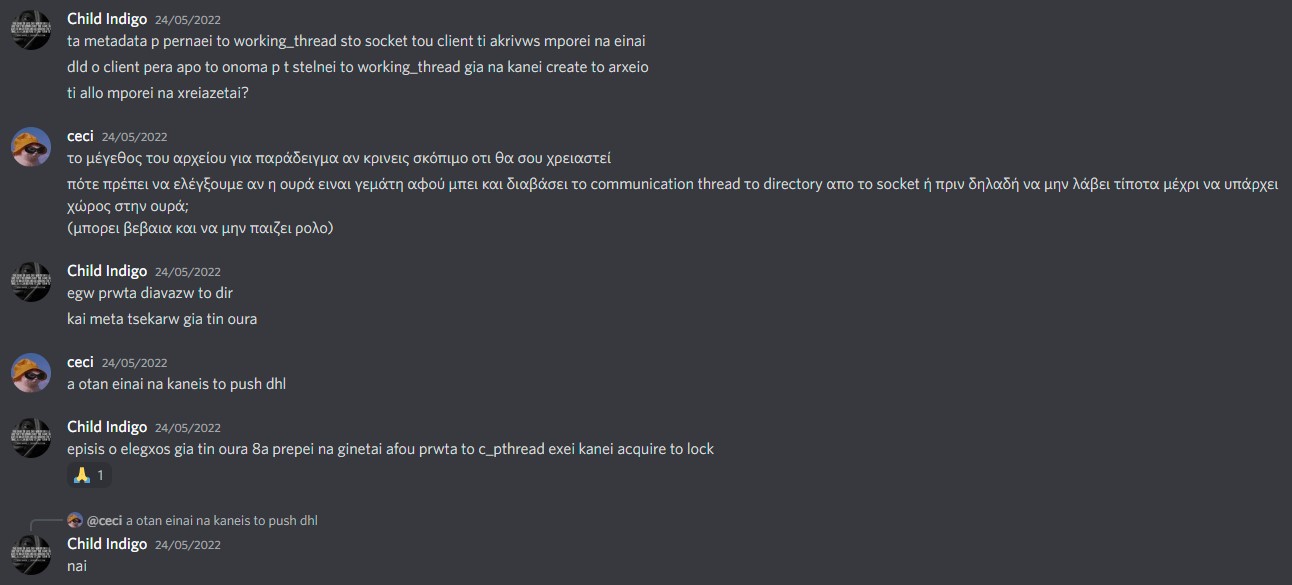 Child Indigo 24/05/2022
ta metadata p pernaei to working_thread sto socket tou client ti akrivws mporei na einai
dld o client pera apo to onoma p t stelnei to working_thread gia na kanei create to arxeio
ti allo mporei na xreiazetai?
ceci 24/05/2022
το μέγεθος του αρχείου για παράδειγμα αν κρινεις σκόπιμο οτι θα σου χρειαστεί
πότε πρέπει να ελέγξουμε αν η ουρά ειναι γεμάτη αφού μπει και διαβάσει το communication thread το directory απο το socket ή πριν δηλαδή να μην λάβει τίποτα μέχρι να υπάρχει
χώρος στην ουρά;
(μπορει βεβαια και να μην παιζει ρολο)
Child Indigo 24/05/2022
egw prwta diavazw to dir
kai meta tsekarw gia tin oura
ceci 24/05/2022
a otan einai na kaneis to push dhl
Child Indigo 24/05/2022
episis o elegxos gia tin oura 8a prepei na ginetai afou prwta to c_pthread exei kanei acquire to lock
🙏 1
@ceci a otan einai na kaneis to push dhl
Child Indigo 24/05/2022
nai